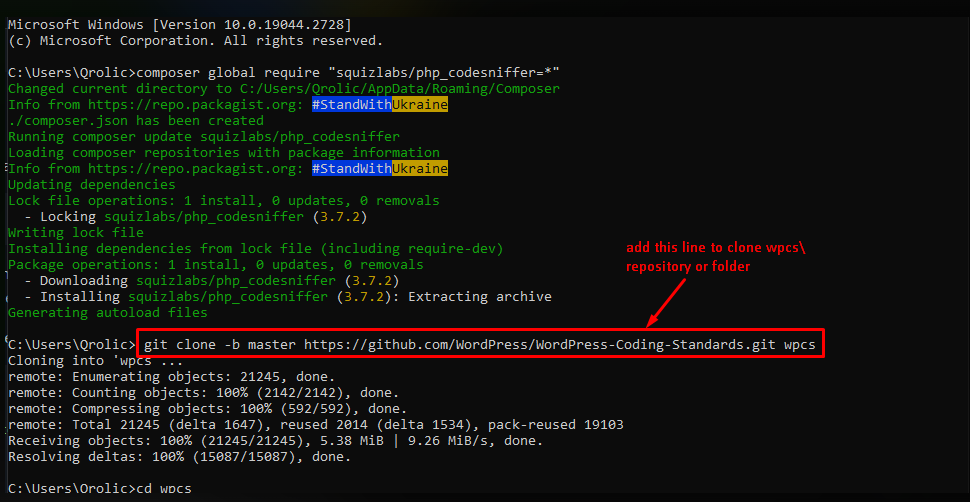 Microsoft Windows [Version 10.0.19044.2728]
(c) Microsoft Corporation. All rights reserved.
C:\Users\Qrolic>composer global require "squizlabs/php_codesniffer=*"
Changed current directory to C:/Users/Qrolic/AppData/Roaming/Composer
Info from https://repo.packagist.org: #StandWithUkraine
./composer.json has been created
Running composer update squizlabs/php_codesniffer
Loading composer repositories with package information
Info from https://repo.packagist.org: #StandWithUkraine
Updating dependencies
Lock file operations: 1 install, 0 updates, 0 removals
- Locking squizlabs/php_codesniffer (3.7.2)
Writing lock file
Installing dependencies from lock file (including require-dev)
Package operations: 1 install, 0 updates, 0 removals
- Downloading squizlabs/php_codesniffer (3.7.2)
- Installing squizlabs/php_codesniffer (3.7.2): Extracting archive
Generating autoload files
add this line to clone wpcs\
repository or folder
C:\Users\Qrolic> git clone -b master https://github.com/WordPress/WordPress-Coding-Standards.git wpcs
Cloning into 'wpcs ...
remote: Enumerating objects: 21245, done.
remote: Counting objects: 100% (2142/2142), done.
remote: Compressing objects: 100% (592/592), done.
remote: Total 21245 (delta 1647), reused 2014 (delta 1534), pack-reused 19103
Receiving objects: 100% (21245/21245), 5.38 MiB | 9.26 MiB/s, done.
Resolving deltas: 100% (15087/15087), done.
C:\Users\Qrolic>cd wpcs